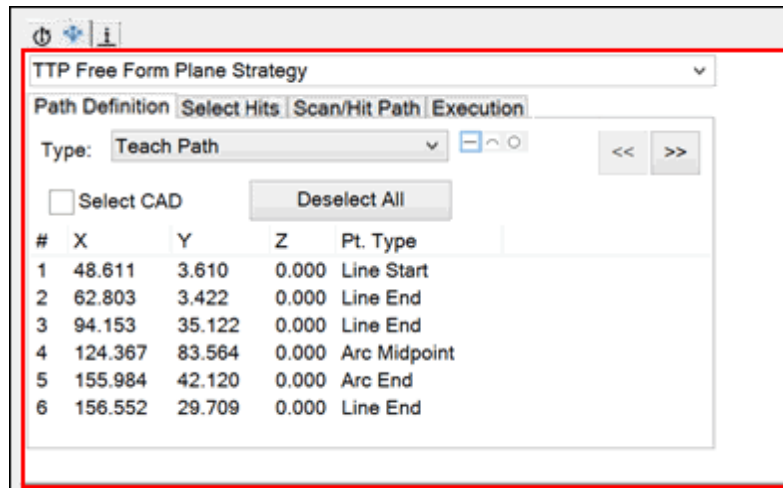 TTP Free Form Plane Strategy
Path Definition Select Hits Scan/Hit Path Execution
Type: Teach Path << >>
Select CAD Deselect All
# X Y Z Pt. Type
1 48.611 3.610 0.000 Line Start
2 62.803 3.422 0.000 Line End
3 94.153 35.122 0.000 Line End
4 124.367 83.564 0.000 Arc Midpoint
5 155.984 42.120 0.000 Arc End
6 156.552 29.709 0.000 Line End